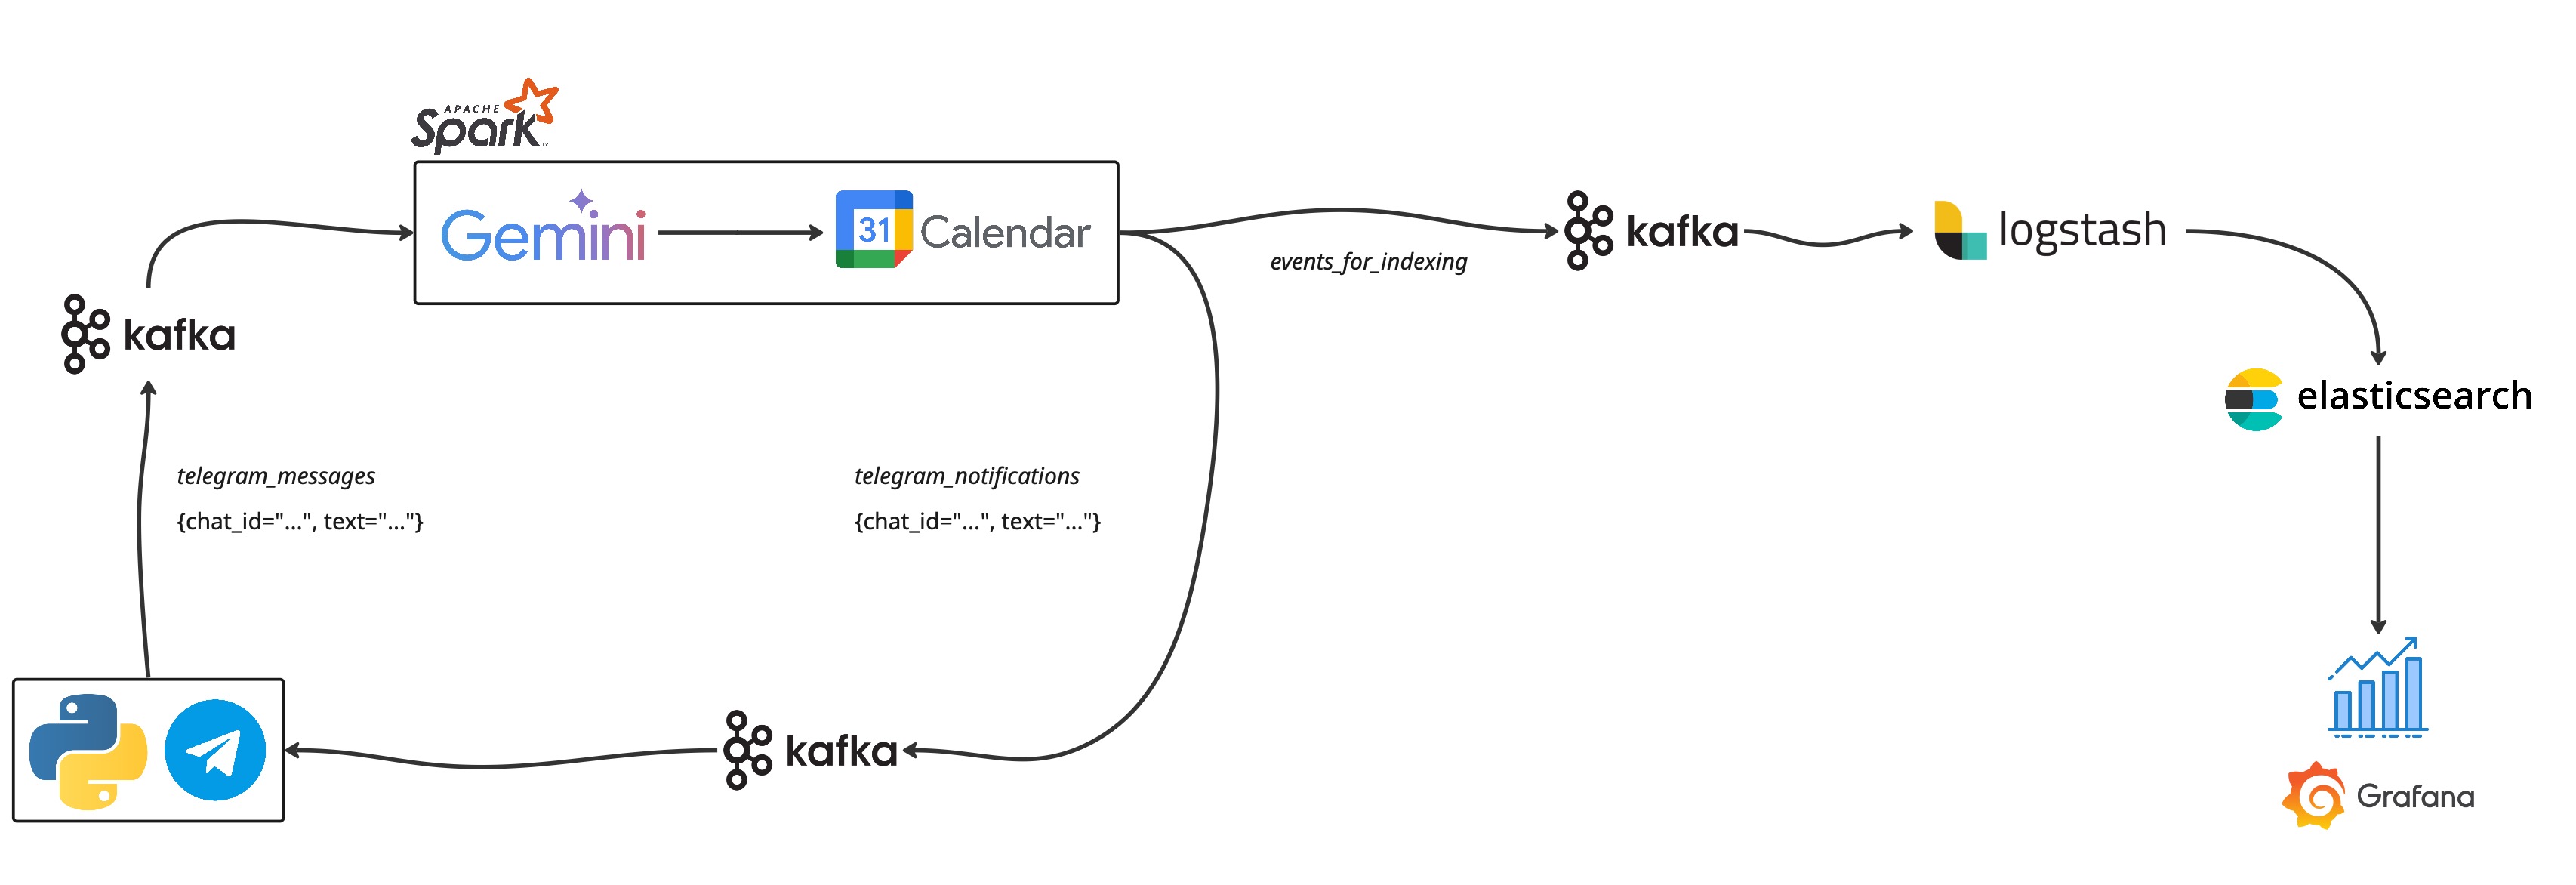 APACHE
Spark
Gemini
31
Calendar
kafka
events_for_indexing
kafka
logstash
elasticsearch
telegram_messages
{chat_id="...", text="..."}
telegram_notifications
{chat_id="...", text="..."}
kafka
Grafana